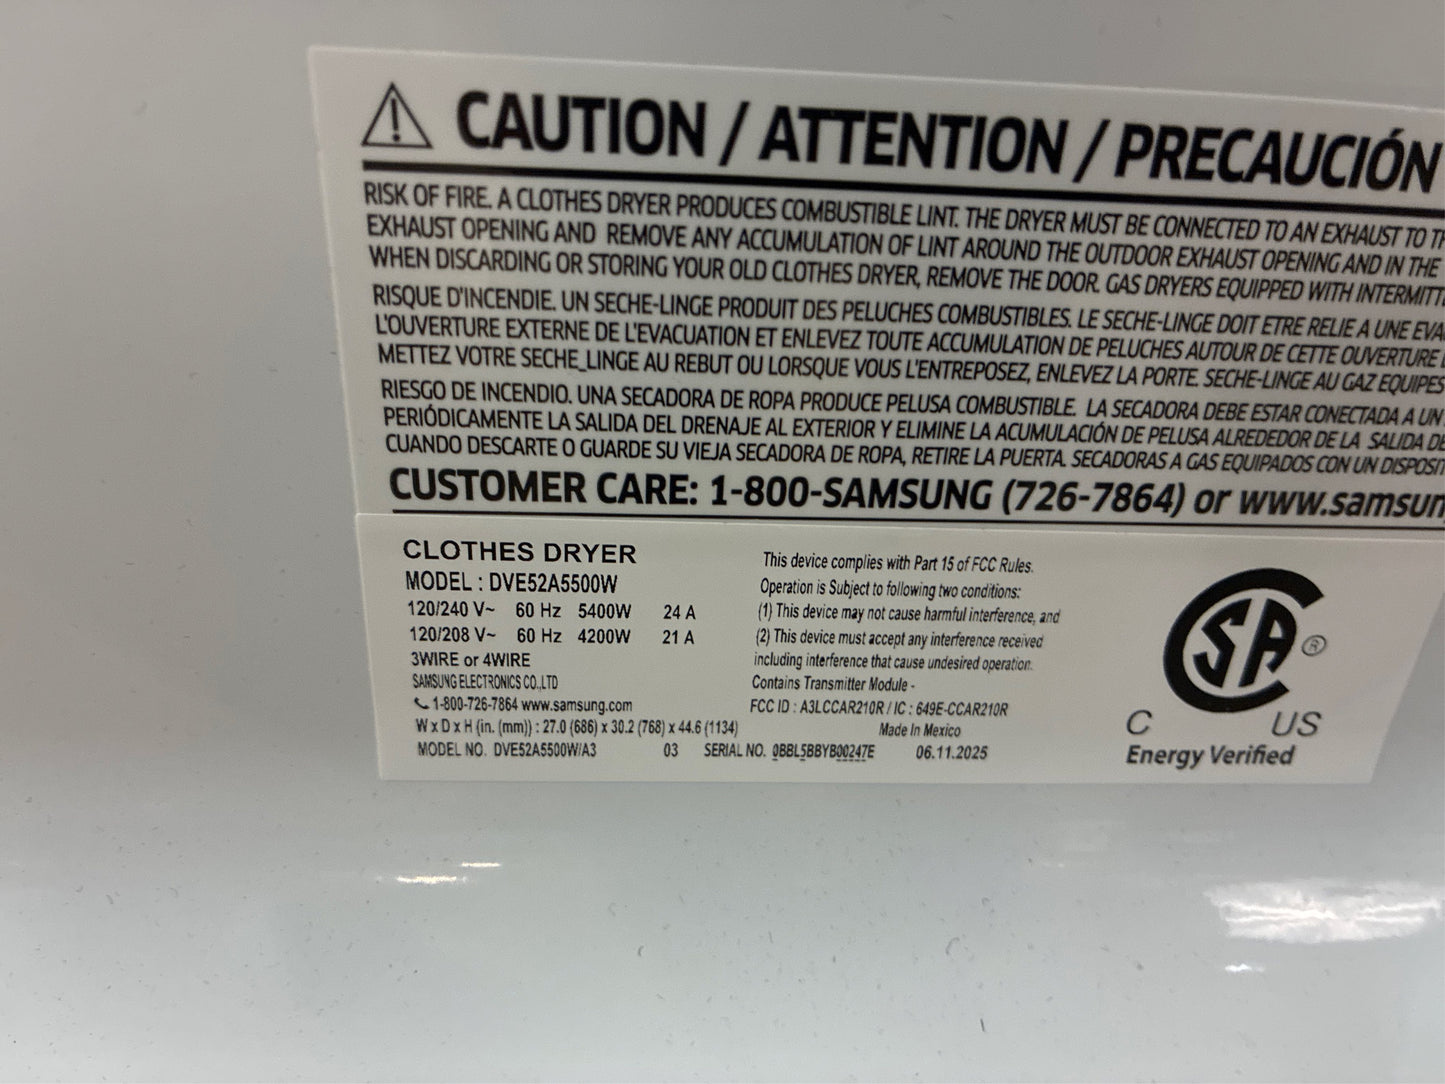 CAUTION / ATTENTION / PRECAUCIÓN
RISK OF FIRE. A CLOTHES DRYER PRODUCES COMBUSTIBLE LINT. THE DRYER MUST BE CONNECTED TO AN EXHAUST TO
EXHAUST OPENING AND REMOVE ANY ACCUMULATION OF LINT AROUND THE OUTDOOR EXHAUST OPENING AND IN THE
WHEN DISCARDING OR STORING YOUR OLD CLOTHES DRYER, REMOVE THE DOOR. GAS DRYERS EQUIPPED WITH
RISQUE D'INCENDIE. UN SECHE-LINGE PRODUIT DES PELUCHES COMBUSTIBLES. LE SECHE-LINGE DOIT ETRE RELIE A UNE
L'OUVERTURE EXTERNE DE L'EVACUATION ET ENLEVEZ TOUTE ACCUMULATION DE PELUCHES AUTOUR DE CETTE OUVERTURE
METTEZ VOTRE SECHE_LINGE AU REBUT OU LORSQUE VOUS L'ENTREPOSEZ, ENLEVEZ LA PORTE. SECHE-LINGE AU GAZ EQUIPES
RIESGO DE INCENDIO. UNA SECADORA DE ROPA PRODUCE PELUSA COMBUSTIBLE. LA SECADORA DEBE ESTAR CONECTADA A UN
PERIÓDICAMENTE LA SALIDA DEL DRENAJE AL EXTERIOR Y ELIMINE LA ACUMULACIÓN DE PELUSA ALREDEDOR DE LA SALIDA
CUANDO DESCARTE O GUARDE SU VIEJA SECADORA DE ROPA, RETIRE LA PUERTA. SECADORAS A GAS EQUIPADOS CON UN
CUSTOMER CARE: 1-800-SAMSUNG (726-7864) or www.samsun
CLOTHES DRYER
MODEL : DVE52A5500W
120/240 V~ 60 Hz 5400W 24 A
120/208 V~ 60 Hz 4200W 21 A
3WIRE or 4WIRE
SAMSUNG ELECTRONICS CO.,LTD
1-800-726-7864 www.samsung.com
W x D x H (in. (mm)) : 27.0 (686) x 30.2 (768) x 44.6 (1134)
MODEL NO. DVE52A5500W/A3 03 SERIAL NO. 0BBL5BBYB00247E 06.11.2025
This device complies with Part 15 of FCC Rules.
Operation is Subject to following two conditions:
(1) This device may not cause harmful interference, and
(2) This device must accept any interference received
including interference that cause undesired operation.
Contains Transmitter Module -
FCC ID : A3LCCAR210R / IC : 649E-CCAR210R
Made in Mexico
CSA ®
C US
Energy Verified